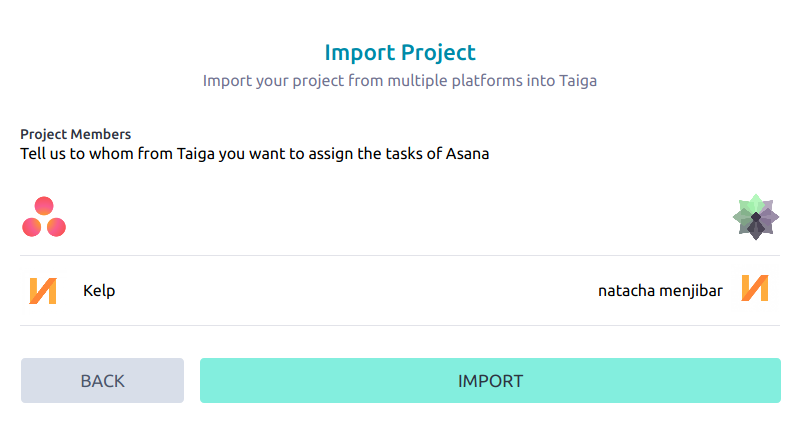 Import Project
Import your project from multiple platforms into Taiga
Project Members
Tell us to whom from Taiga you want to assign the tasks of Asana
Kelp
natacha menjibar
BACK
IMPORT